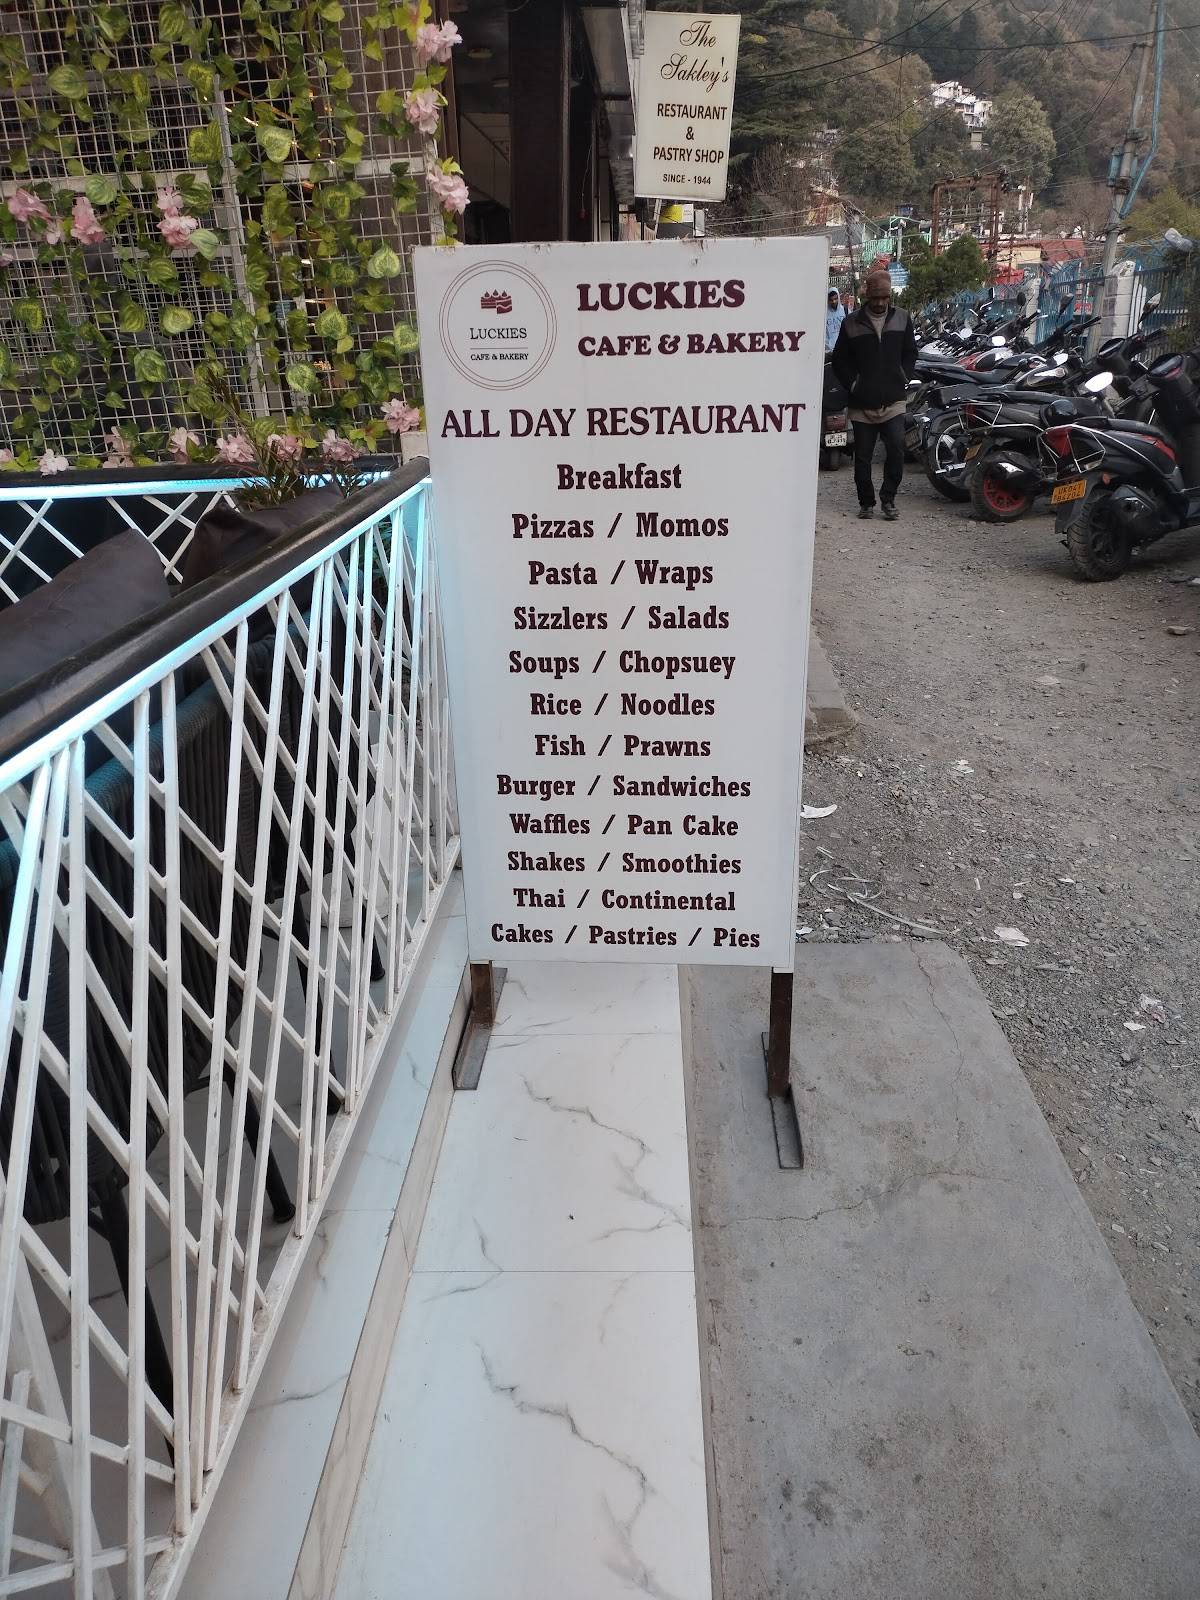 The
Sakley's
RESTAURANT
&
PASTRY SHOP
SINCE - 1944
LUCKIES
CAFE & BAKERY
LUCKIES
CAFE & BAKERY
ALL DAY RESTAURANT
Breakfast
Pizzas / Momos
Pasta / Wraps
Sizzlers / Salads
Soups / Chopsuey
Rice / Noodles
Fish / Prawns
Burger / Sandwiches
Waffles / Pan Cake
Shakes / Smoothies
Thai / Continental
Cakes / Pastries / Pies